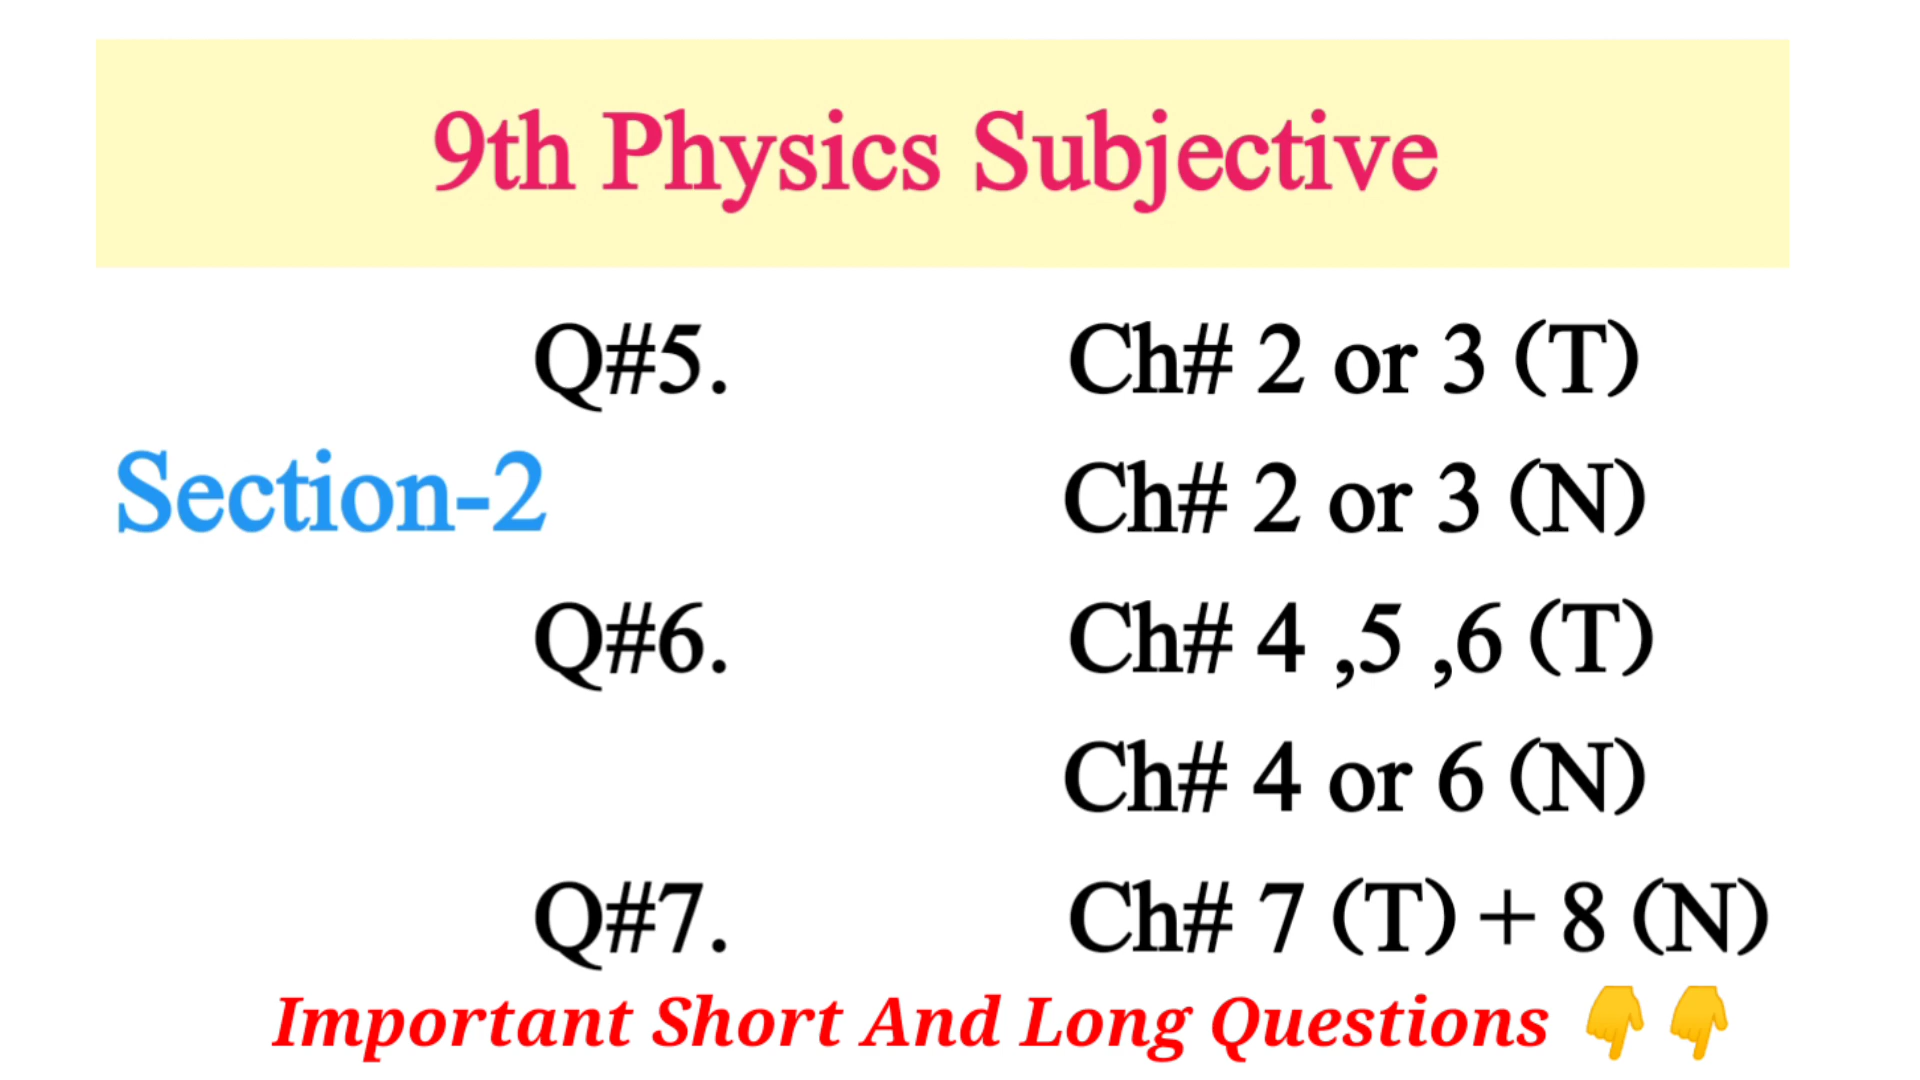 9th Physics Subjective
Q#5. Ch# 2 or 3 (T)
Section-2 Ch# 2 or 3 (N)
Q#6. Ch# 4 ,5 ,6 (T)
Ch# 4 or 6 (N)
Q#7. Ch# 7 (T) + 8 (N)
Important Short And Long Questions 👇👇